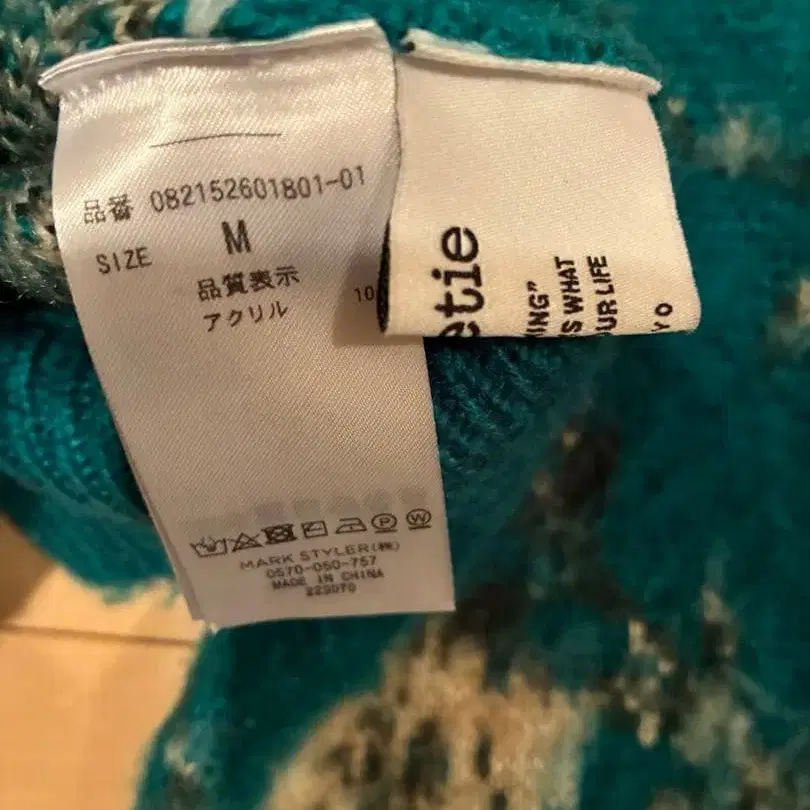 品番 082152601801-01
SIZE M
品質表示
アクリル 10
MARK STYLER(株)
0570-050-757
MADE IN CHINA
229070
etie
ING"
S WHAT
UR LIFE
YO